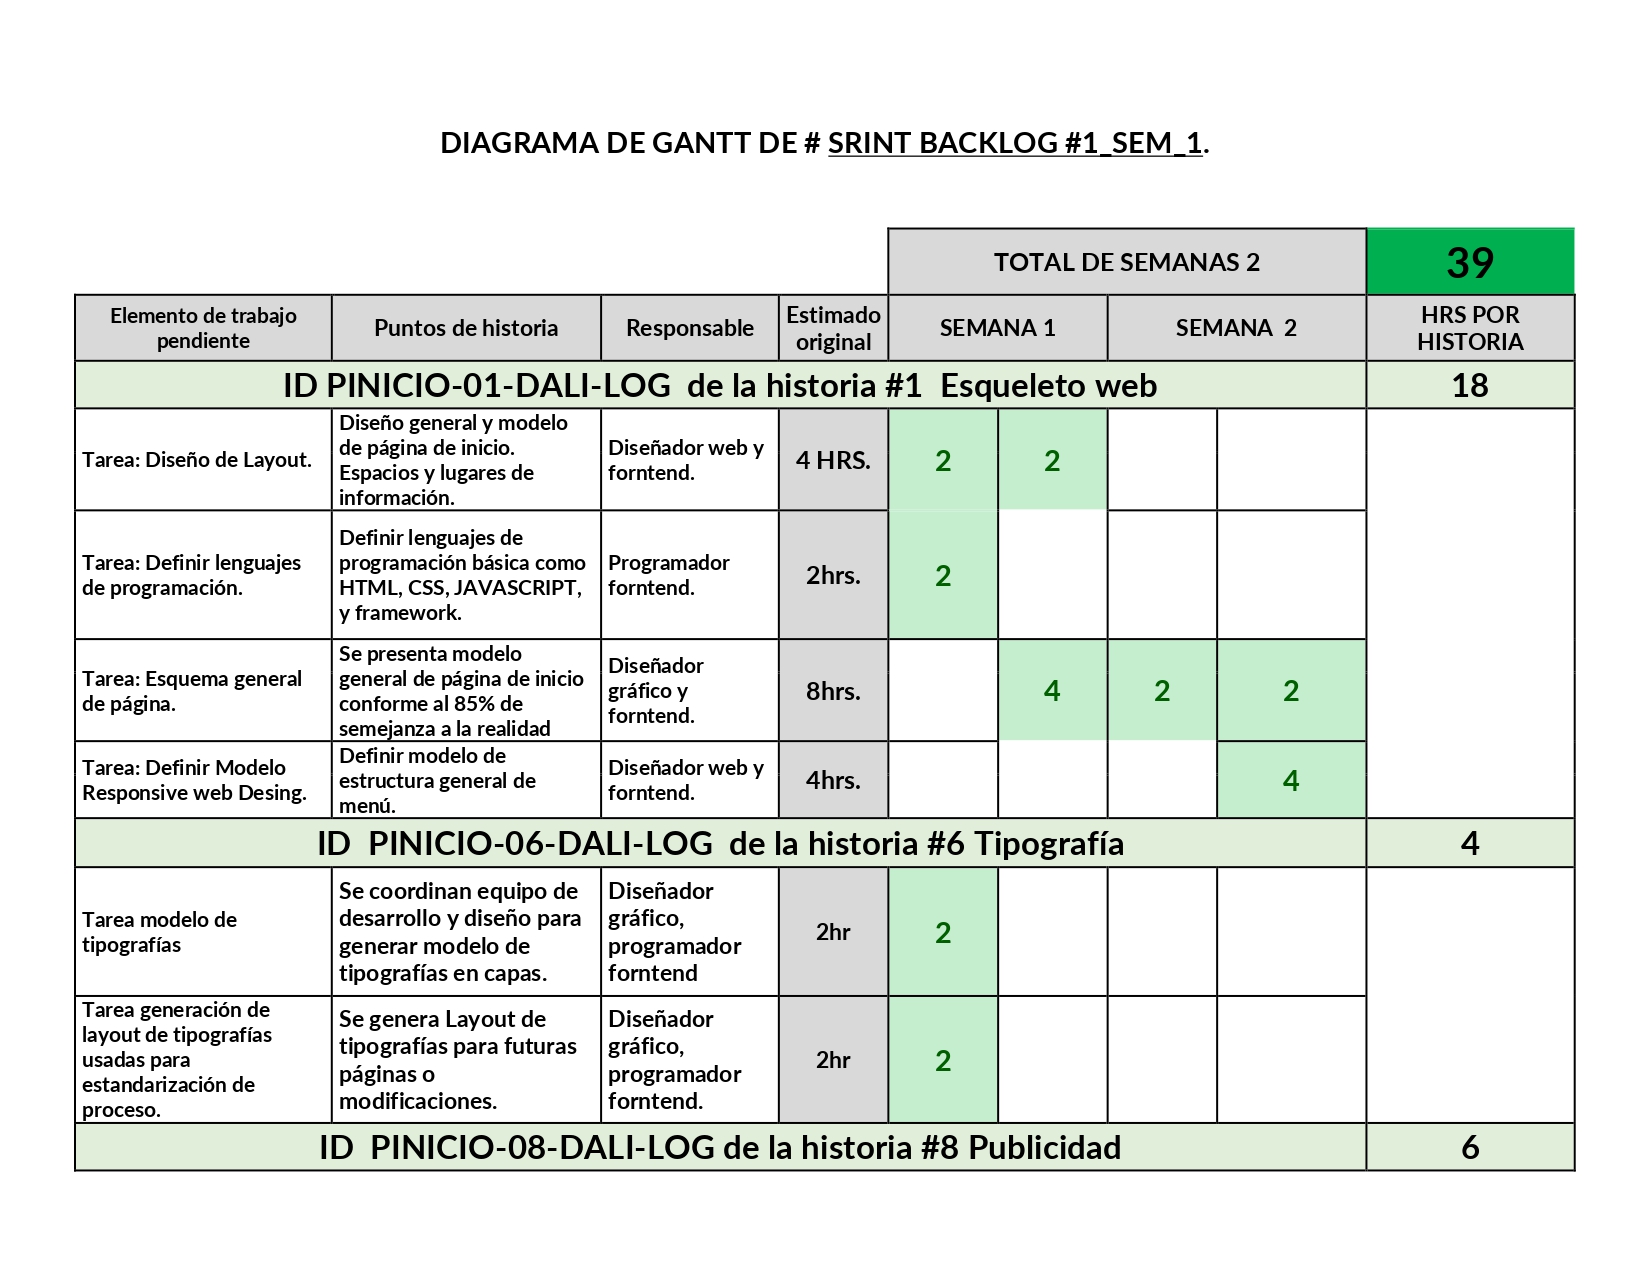 DIAGRAMA DE GANTT DE # SRINT BACKLOG #1_SEM_1.
TOTAL DE SEMANAS 2
39
Elemento de trabajo
pendiente
Puntos de historia
Responsable
Estimado
original
SEMANA 1
SEMANA 2
HRS POR
HISTORIA
ID PINICIO-01-DALI-LOG de la historia #1 Esqueleto web
18
Tarea: Diseño de Layout.
Diseño general y modelo
de página de inicio.
Espacios y lugares de
información.
Diseñador web y
forntend.
4 HRS.
2
2
Tarea: Definir lenguajes
de programación.
Definir lenguajes de
programación básica como
HTML, CSS, JAVASCRIPT,
y framework.
Programador
forntend.
2hrs.
2
Tarea: Esquema general
de página.
Se presenta modelo
general de página de inicio
conforme al 85% de
semejanza a la realidad
Diseñador
gráfico y
forntend.
8hrs.
4
2
2
Tarea: Definir Modelo
Responsive web Desing.
Definir modelo de
estructura general de
menú.
Diseñador web y
forntend.
4hrs.
4
ID PINICIO-06-DALI-LOG de la historia #6 Tipografía
4
Tarea modelo de
tipografías
Se coordinan equipo de
desarrollo y diseño para
generar modelo de
tipografías en capas.
Diseñador
gráfico,
programador
forntend
2hr
2
Tarea generación de
layout de tipografías
usadas para
estandarización de
proceso.
Se genera Layout de
tipografías para futuras
páginas o
modificaciones.
Diseñador
gráfico,
programador
forntend.
2hr
2
ID PINICIO-08-DALI-LOG de la historia #8 Publicidad
6